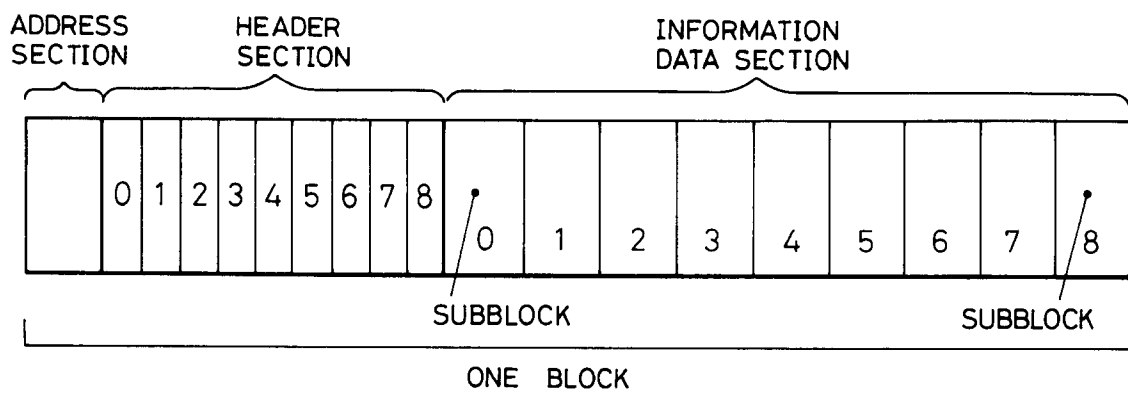 ADDRESS SECTION
HEADER SECTION
INFORMATION DATA SECTION
0 1 2 3 4 5 6 7 8
0 1 2 3 4 5 6 7 8
SUBBLOCK
SUBBLOCK
ONE BLOCK